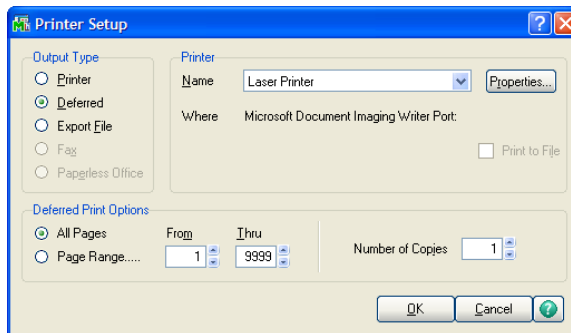 Printer Setup
Output Type
Printer
Deferred
Export File
Fax
Paperless Office
Printer
Name Laser Printer Properties...
Where Microsoft Document Imaging Writer Port:
Print to File
Deferred Print Options
All Pages From Thru
Page Range..... 1 9999 Number of Copies 1
OK Cancel